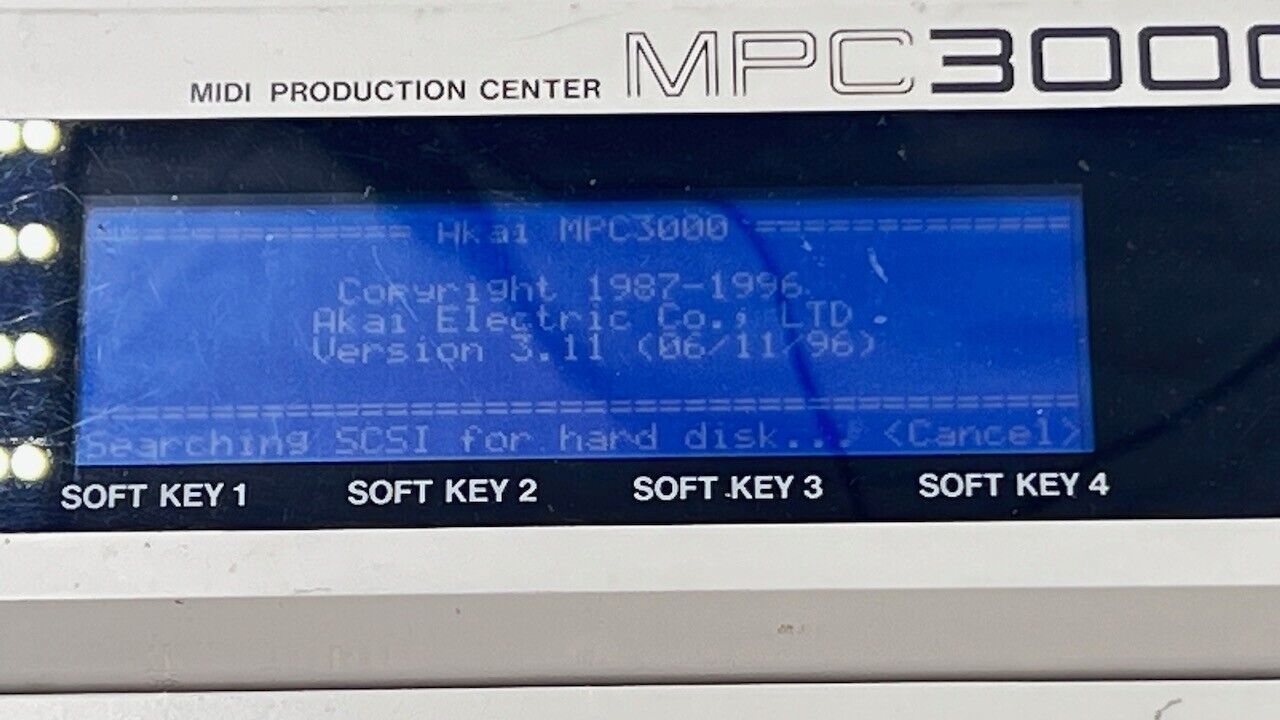 MIDI PRODUCTION CENTER MPC3000
============ Akai MPC3000 ============
Copyright 1987-1996
Akai Electric Co., LTD.
Version 3.11 (06/11/96)
========================================
Searching SCSI for hard disk... <Cancel>
SOFT KEY 1 SOFT KEY 2 SOFT KEY 3 SOFT KEY 4